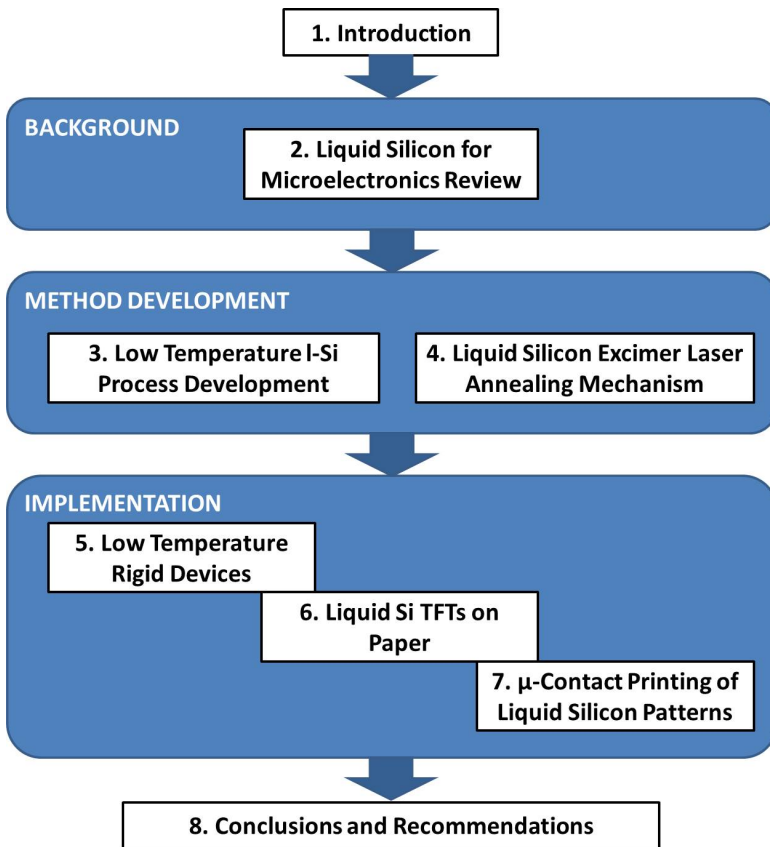 1. Introduction
BACKGROUND
2. Liquid Silicon for
Microelectronics Review
METHOD DEVELOPMENT
3. Low Temperature l-Si
Process Development
4. Liquid Silicon Excimer Laser
Annealing Mechanism
IMPLEMENTATION
5. Low Temperature
Rigid Devices
6. Liquid Si TFTs on
Paper
7. μ-Contact Printing of
Liquid Silicon Patterns
8. Conclusions and Recommendations